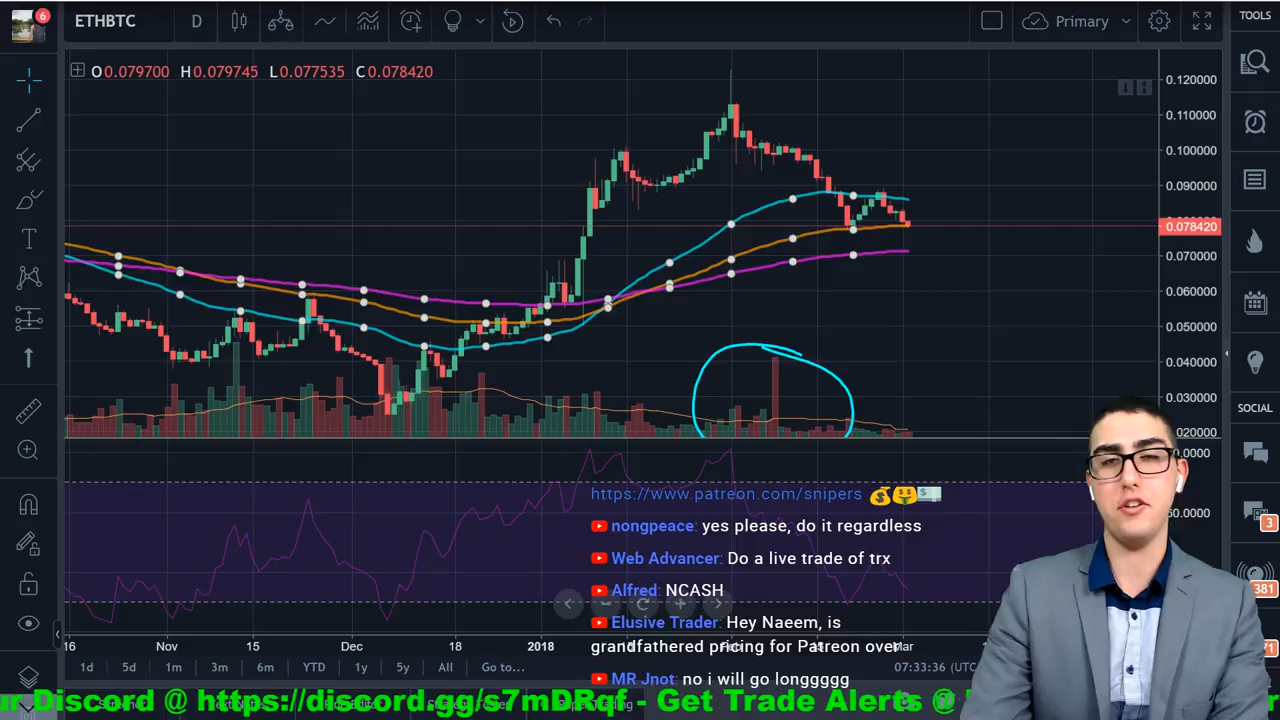 6
ETHBTC
D
Primary
TOOLS
O 0.079700 H 0.079745 L 0.077535 C 0.078420
0.120000
0.110000
0.100000
0.090000
0.078420
0.070000
0.060000
0.050000
0.040000
0.030000
SOCIAL
https://www.patreon.com/snipers
nongpeace: yes please, do it regardless
Web Advancer: Do a live trade of trx
Alfred: NCASH
Elusive Trader: Hey Naeem, is
grandfathered pricing for Patreon over
MR Jnot: no i will go longgggg
3
381
16 Nov 15 Dec 18 2018 Mar
1d 5d 1m 3m 6m YTD 1y 5y All Go to... 07:33:36 (UTC
ur Discord @ https://discord.gg/s7mDRqf - Get Trade Alerts @